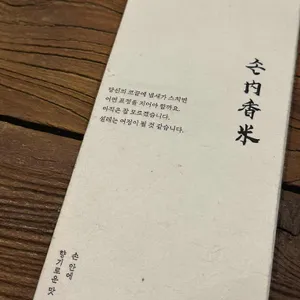 손内香米
당신의 코끝에 냄새가 스치면
어떤 표정을 지어야 할까요.
아직은 잘 모르겠습니다.
설레는 여정이 될 것 같습니다.
손 안에
향기로운 맛